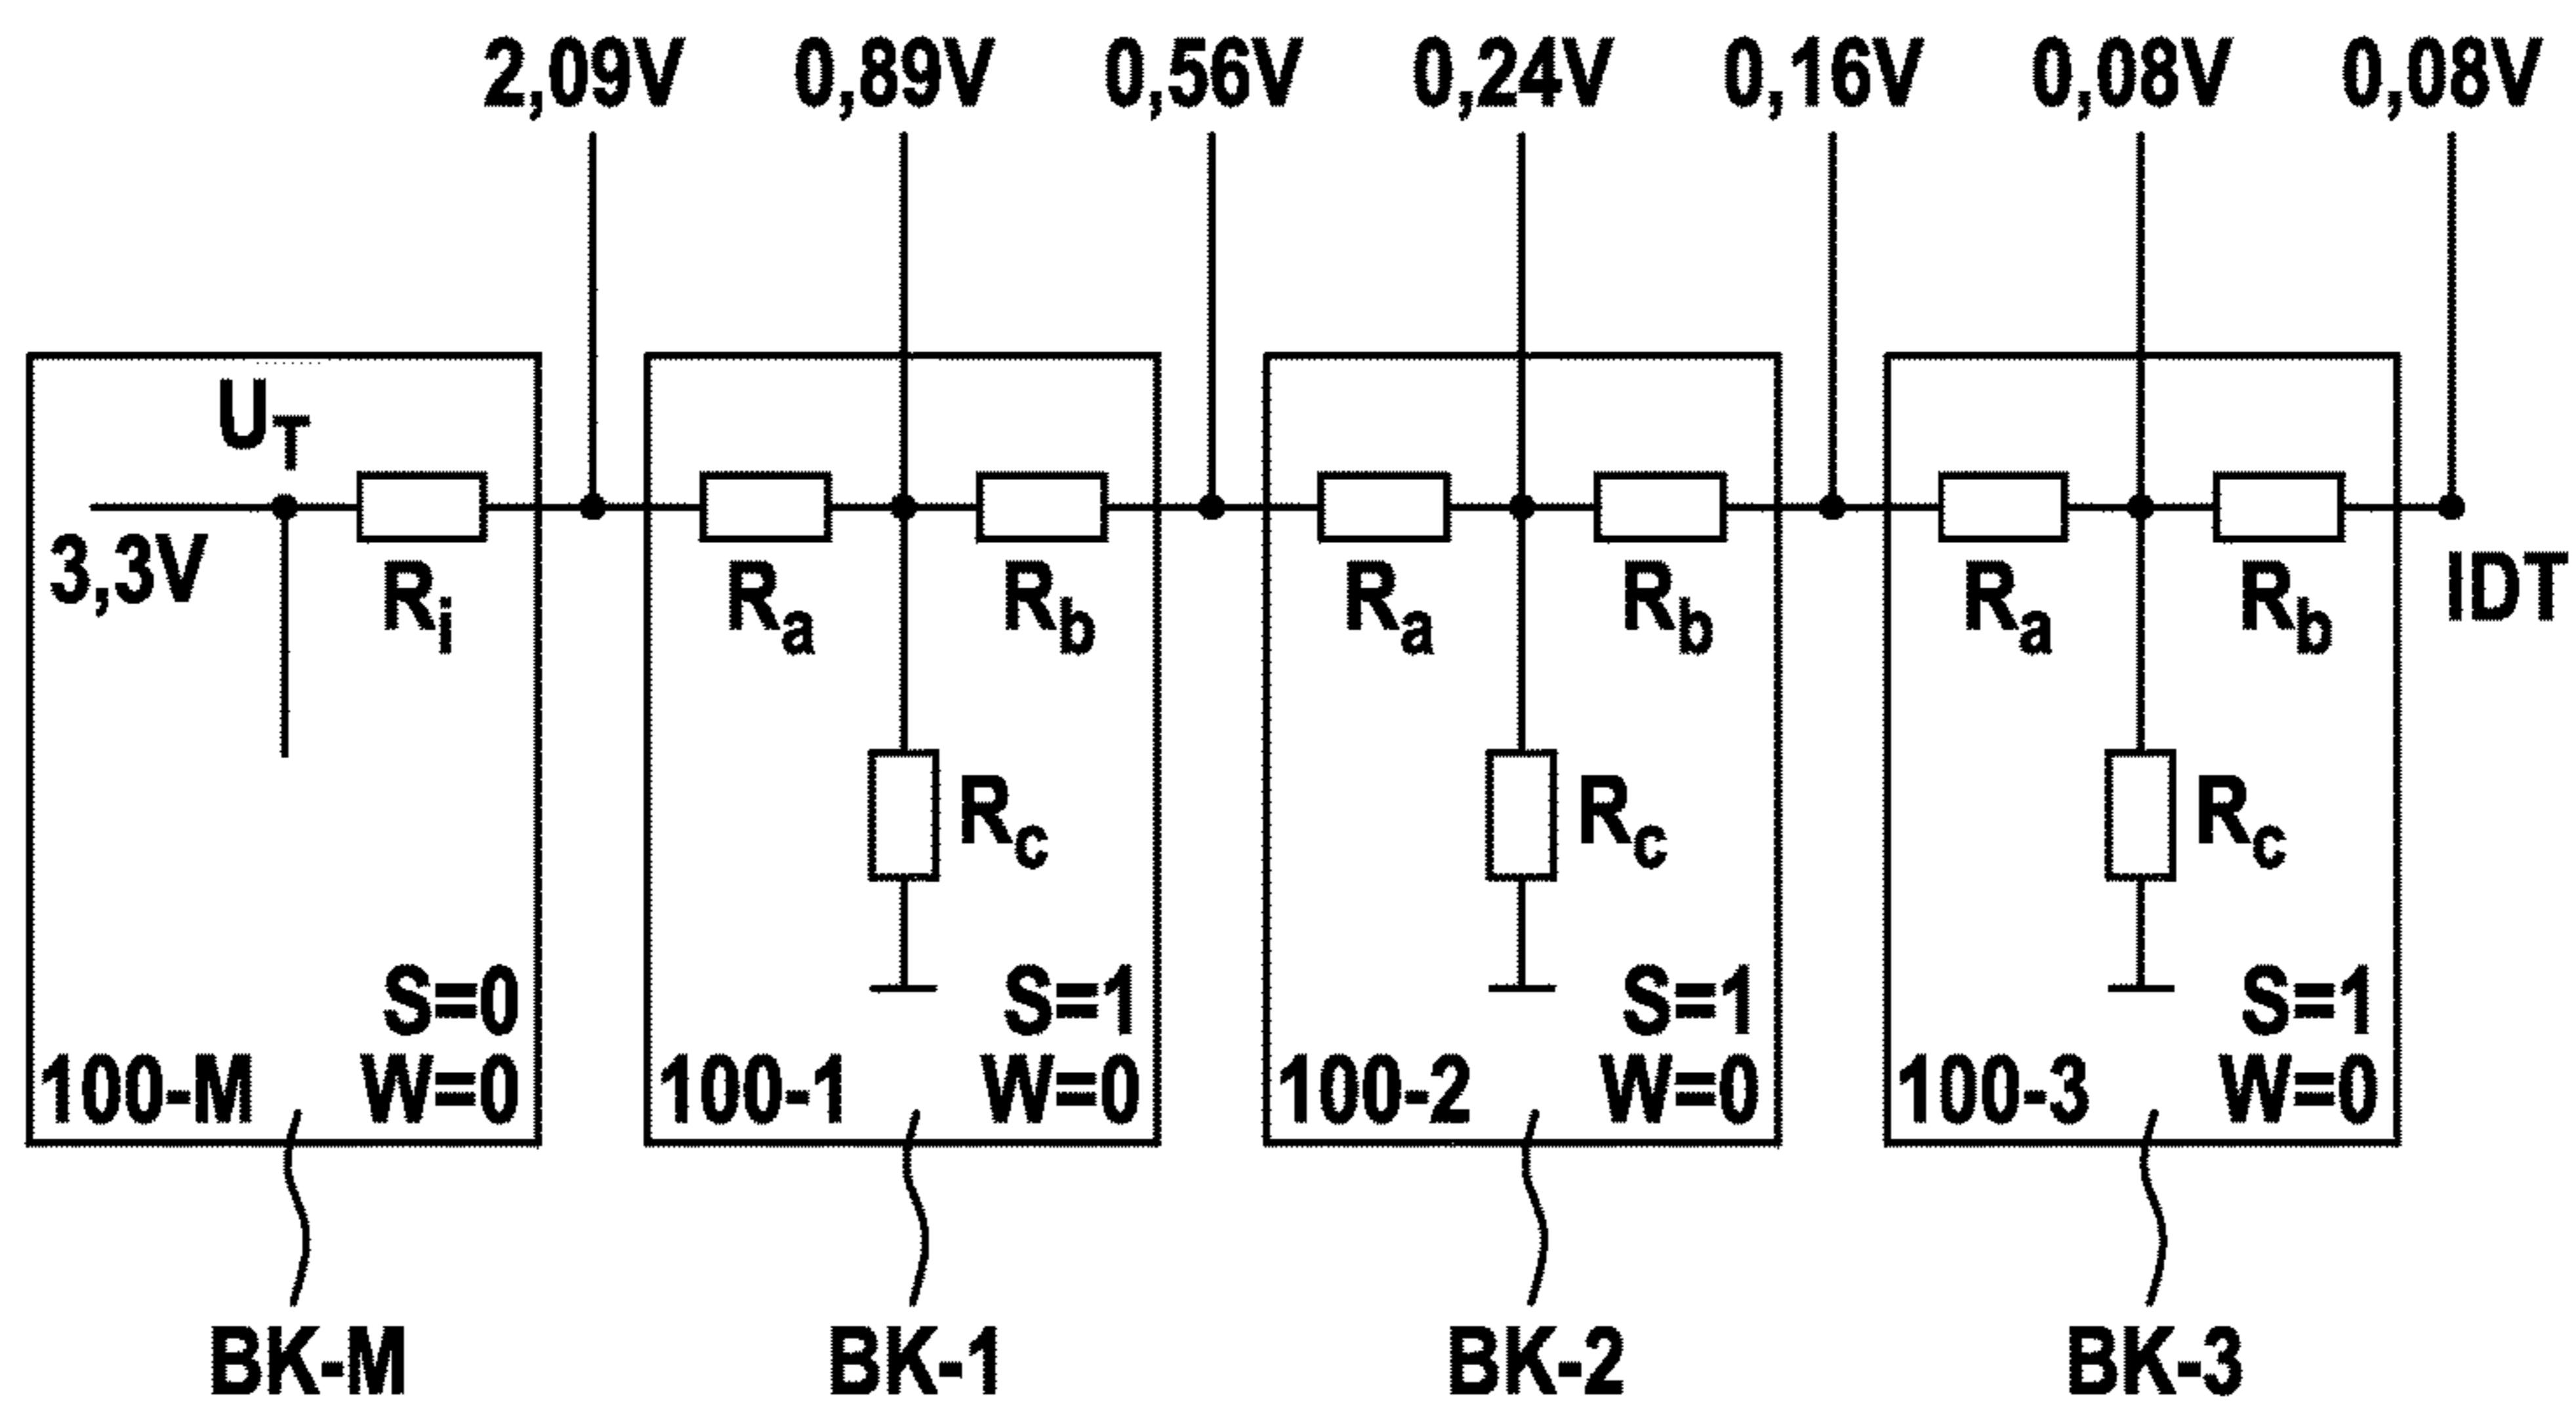 2,09V 0,89V 0,56V 0,24V 0,16V 0,08V 0,08V
U_T
3,3V R_i R_a R_b R_a R_b R_a R_b IDT
R_c R_c R_c
S=0 S=1 S=1 S=1
100-M W=0 100-1 W=0 100-2 W=0 100-3 W=0
BK-M BK-1 BK-2 BK-3